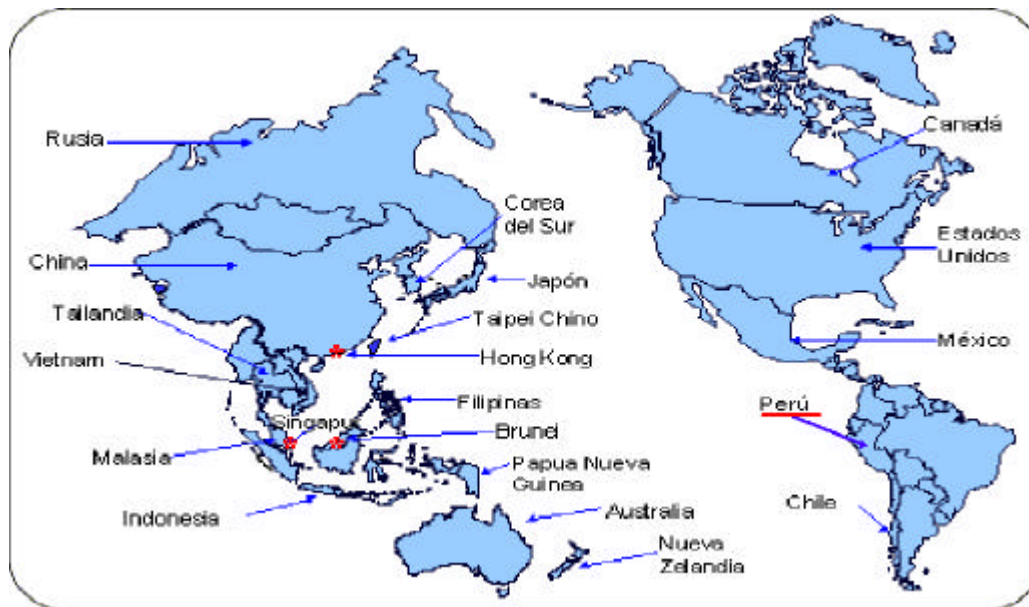 Rusia
Canadá
Corea
del Sur
Estados
Unidos
China
Japón
Tailandia
Taipei Chino
México
Vietnam
Hong Kong
Filipinas
Perú
Singapur
Brunei
Malasia
Papua Nueva
Guinea
Indonesia
Australia
Chile
Nueva
Zelandia